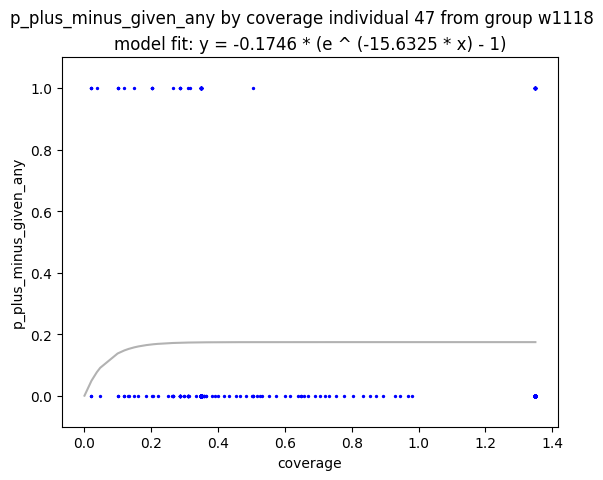 p_plus_minus_given_any by coverage individual 47 from group w1118
model fit: y = -0.1746 * (e ^ (-15.6325 * x) - 1)
1.0
0.8
0.6
0.4
0.2
0.0
p_plus_minus_given_any
0.0 0.2 0.4 0.6 0.8 1.0 1.2 1.4
coverage